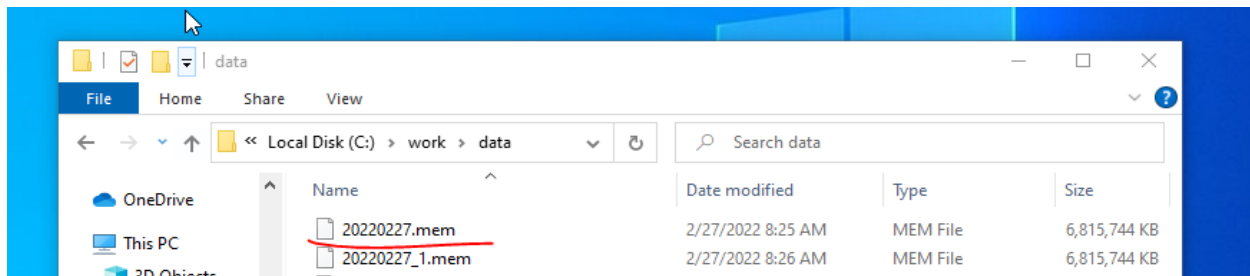 data
File Home Share View
« Local Disk (C:) › work › data Search data
Name Date modified Type Size
OneDrive
20220227.mem 2/27/2022 8:25 AM MEM File 6,815,744 KB
This PC
20220227_1.mem 2/27/2022 8:26 AM MEM File 6,815,744 KB
3D Objects